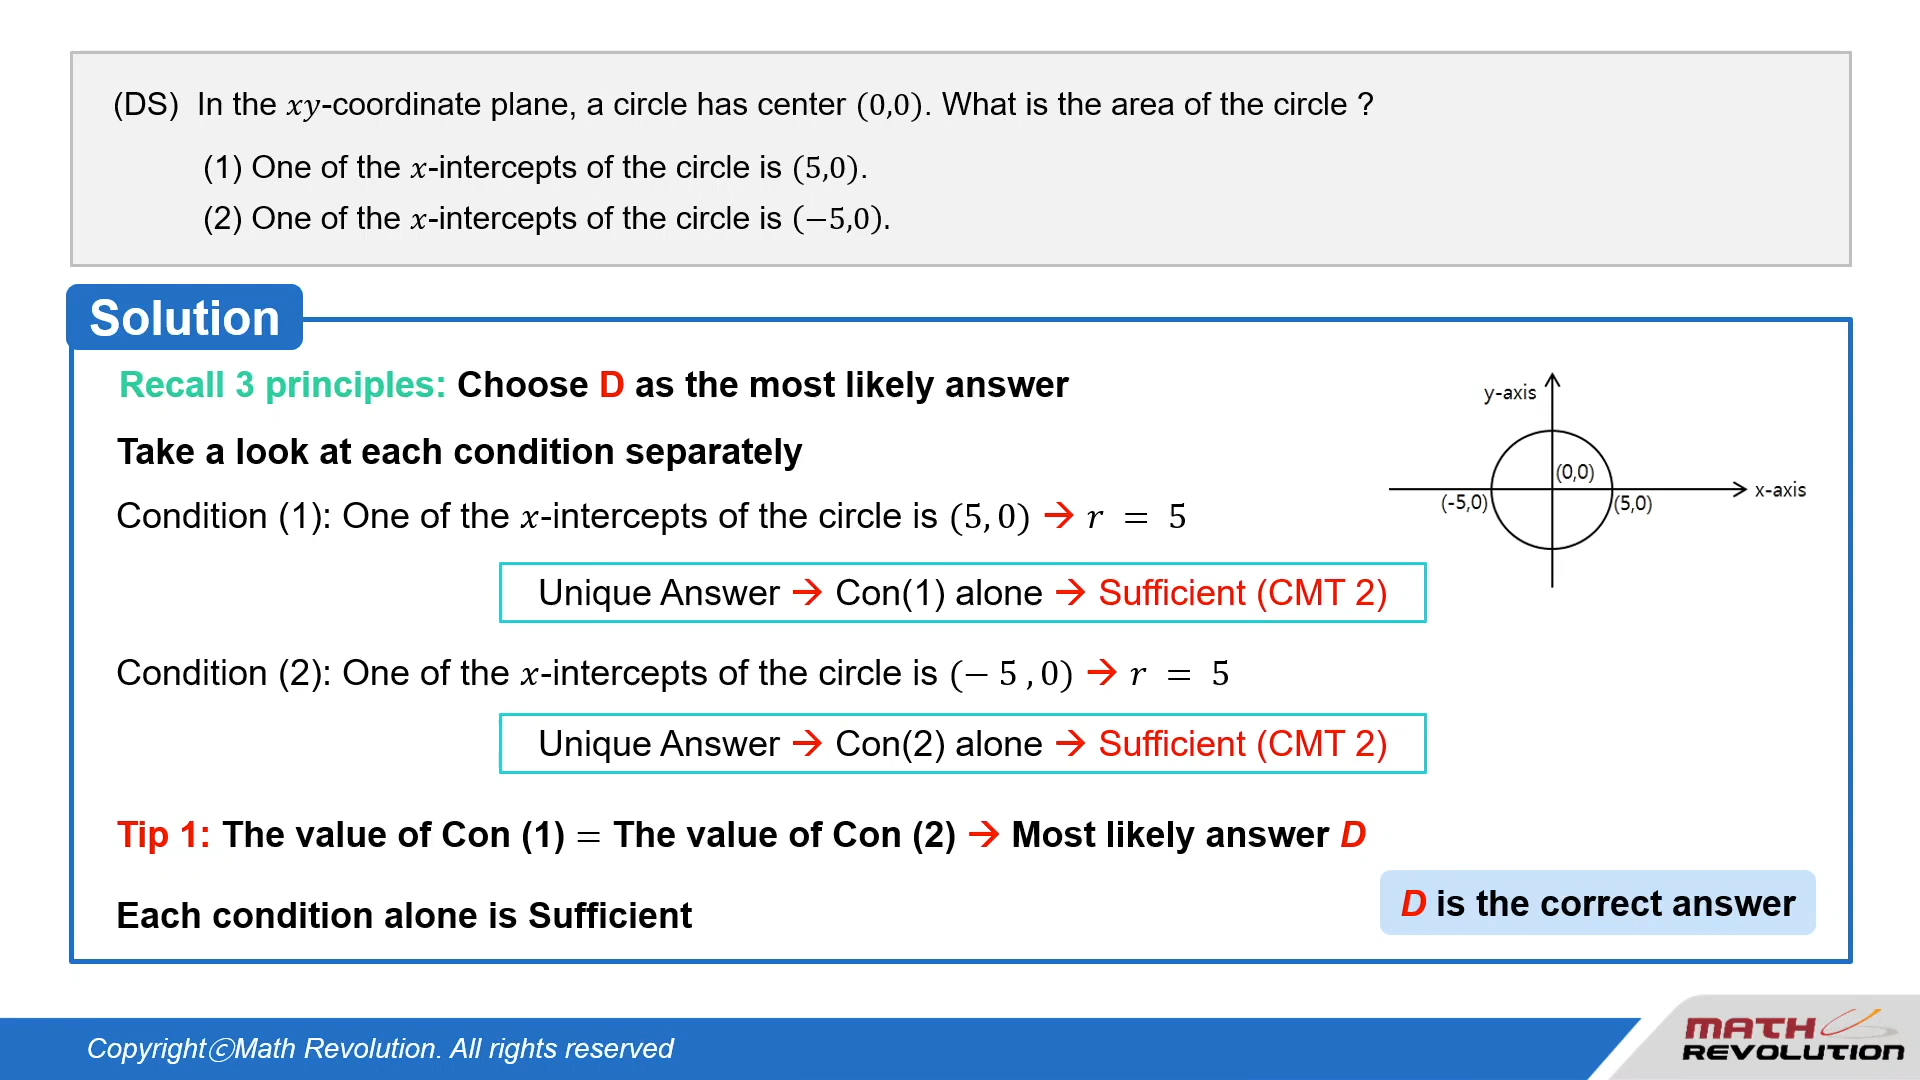 (DS) In the 𝑥𝑦-coordinate plane, a circle has center (0,0). What is the area of the circle ?
(1) One of the 𝑥-intercepts of the circle is (5,0).
(2) One of the 𝑥-intercepts of the circle is (−5,0).
Solution
Recall 3 principles: Choose D as the most likely answer
Take a look at each condition separately
Condition (1): One of the 𝑥-intercepts of the circle is (5, 0) → 𝑟 = 5
Unique Answer → Con(1) alone → Sufficient (CMT 2)
Condition (2): One of the 𝑥-intercepts of the circle is (− 5 , 0) → 𝑟 = 5
Unique Answer → Con(2) alone → Sufficient (CMT 2)
Tip 1: The value of Con (1) = The value of Con (2) → Most likely answer D
Each condition alone is Sufficient
y-axis
(0,0)
x-axis
(-5,0)
(5,0)
D is the correct answer
Copyrightⓒ Math Revolution. All rights reserved
MATH
REVOLUTION